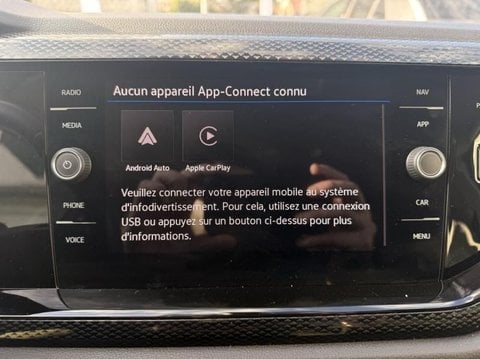 RADIO
MEDIA
PHONE
VOICE
Aucun appareil App-Connect connu
Android Auto
Apple CarPlay
Veuillez connecter votre appareil mobile au système
d'infodivertissement. Pour cela, utilisez une connexion
USB ou appuyez sur un bouton ci-dessus pour plus
d'informations.
NAV
APP
CAR
MENU